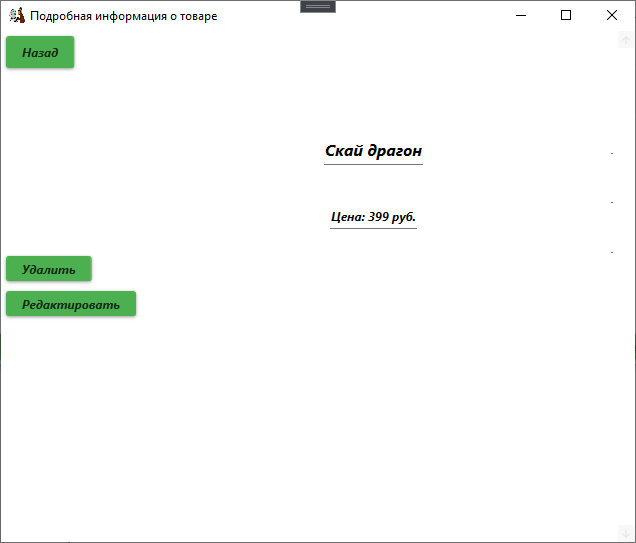 Подробная информация о товаре
Назад
Скай драгон
Цена: 399 руб.
Удалить
Редактировать